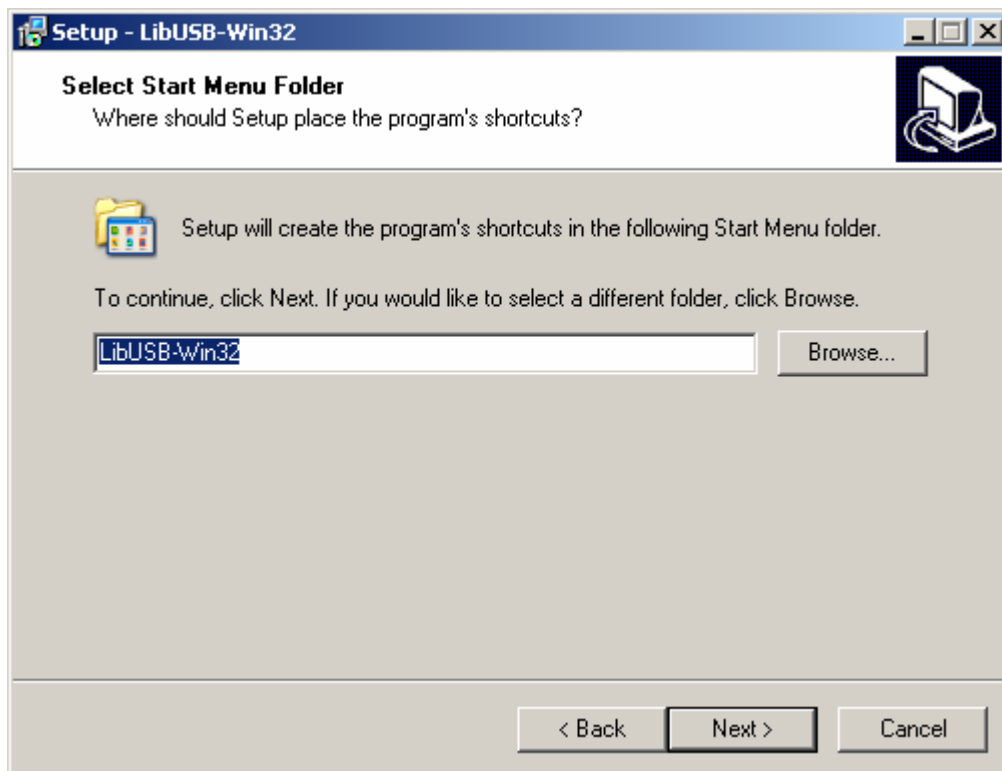 Setup - LibUSB-Win32
Select Start Menu Folder
Where should Setup place the program's shortcuts?
Setup will create the program's shortcuts in the following Start Menu folder.
To continue, click Next. If you would like to select a different folder, click Browse.
LibUSB-Win32
Browse...
< Back
Next >
Cancel